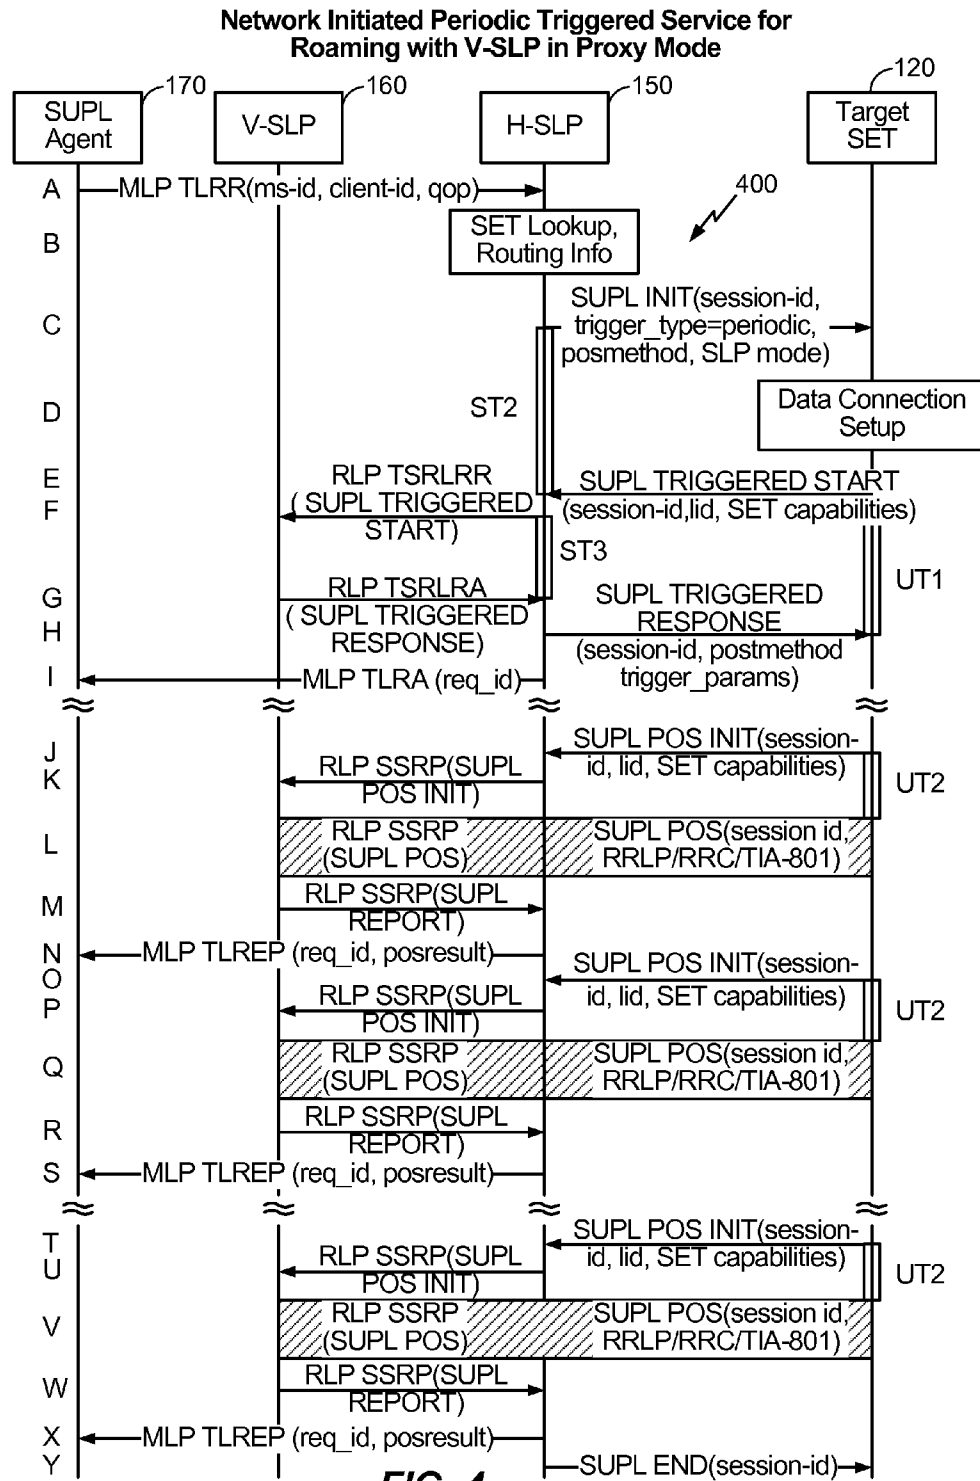 Network Initiated Periodic Triggered Service for
Roaming with V-SLP in Proxy Mode
170
160
150
120
SUPL
Agent
V-SLP
H-SLP
Target
SET
A
MLP TLRR(ms-id, client-id, qop)
400
B
SET Lookup,
Routing Info
C
SUPL INIT(session-id,
trigger_type=periodic,
posmethod, SLP mode)
D
ST2
Data Connection
Setup
E
RLP TSRLRR
( SUPL TRIGGERED
START)
SUPL TRIGGERED START
(session-id,lid, SET capabilities)
F
ST3
UT1
G
RLP TSRLRA
( SUPL TRIGGERED
RESPONSE)
H
SUPL TRIGGERED
RESPONSE
(session-id, postmethod
trigger_params)
I
MLP TLRA (req_id)
J
SUPL POS INIT(session-
id, lid, SET capabilities)
K
RLP SSRP(SUPL
POS INIT)
UT2
L
RLP SSRP
(SUPL POS)
SUPL POS(session id,
RRLP/RRC/TIA-801)
M
RLP SSRP(SUPL
REPORT)
N
MLP TLREP (req_id, posresult)
O
SUPL POS INIT(session-
id, lid, SET capabilities)
P
RLP SSRP(SUPL
POS INIT)
UT2
Q
RLP SSRP
(SUPL POS)
SUPL POS(session id,
RRLP/RRC/TIA-801)
R
RLP SSRP(SUPL
REPORT)
S
MLP TLREP (req_id, posresult)
T
SUPL POS INIT(session-
id, lid, SET capabilities)
U
RLP SSRP(SUPL
POS INIT)
UT2
V
RLP SSRP
(SUPL POS)
SUPL POS(session id,
RRLP/RRC/TIA-801)
W
RLP SSRP(SUPL
REPORT)
X
MLP TLREP (req_id, posresult)
Y
SUPL END(session-id)
FIG. 4